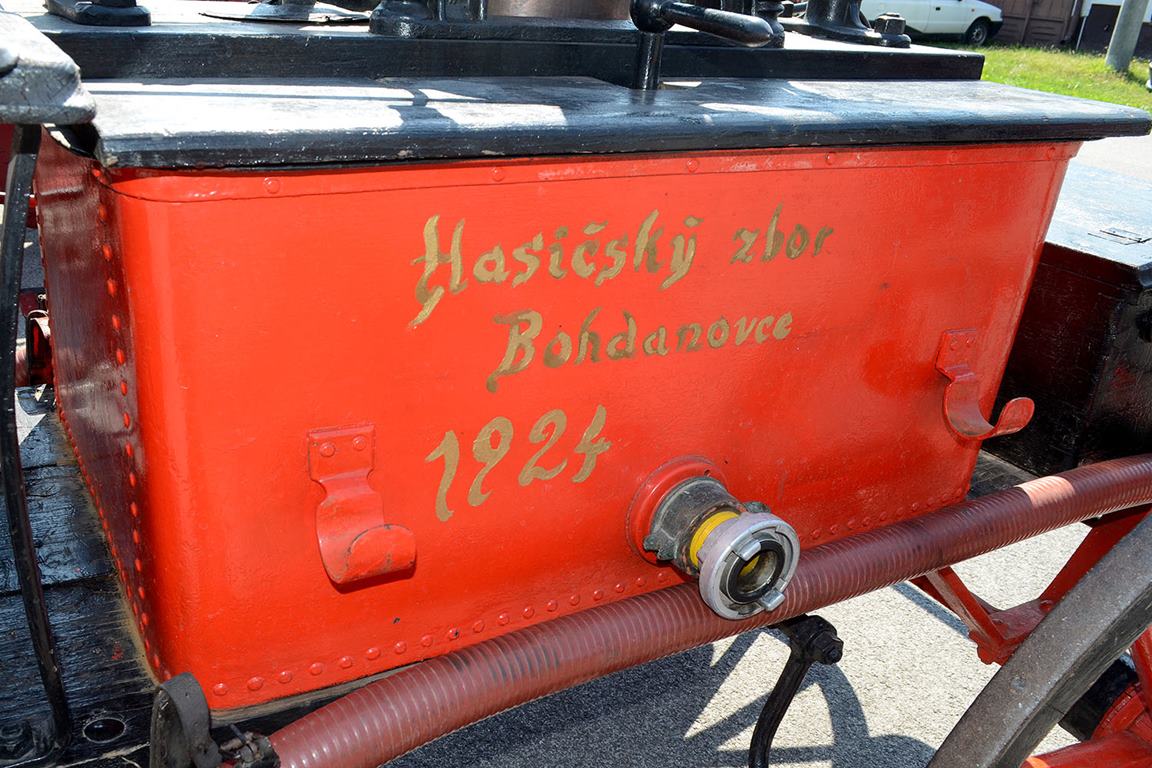 Hasičský zbor
Bohdanovce
1924